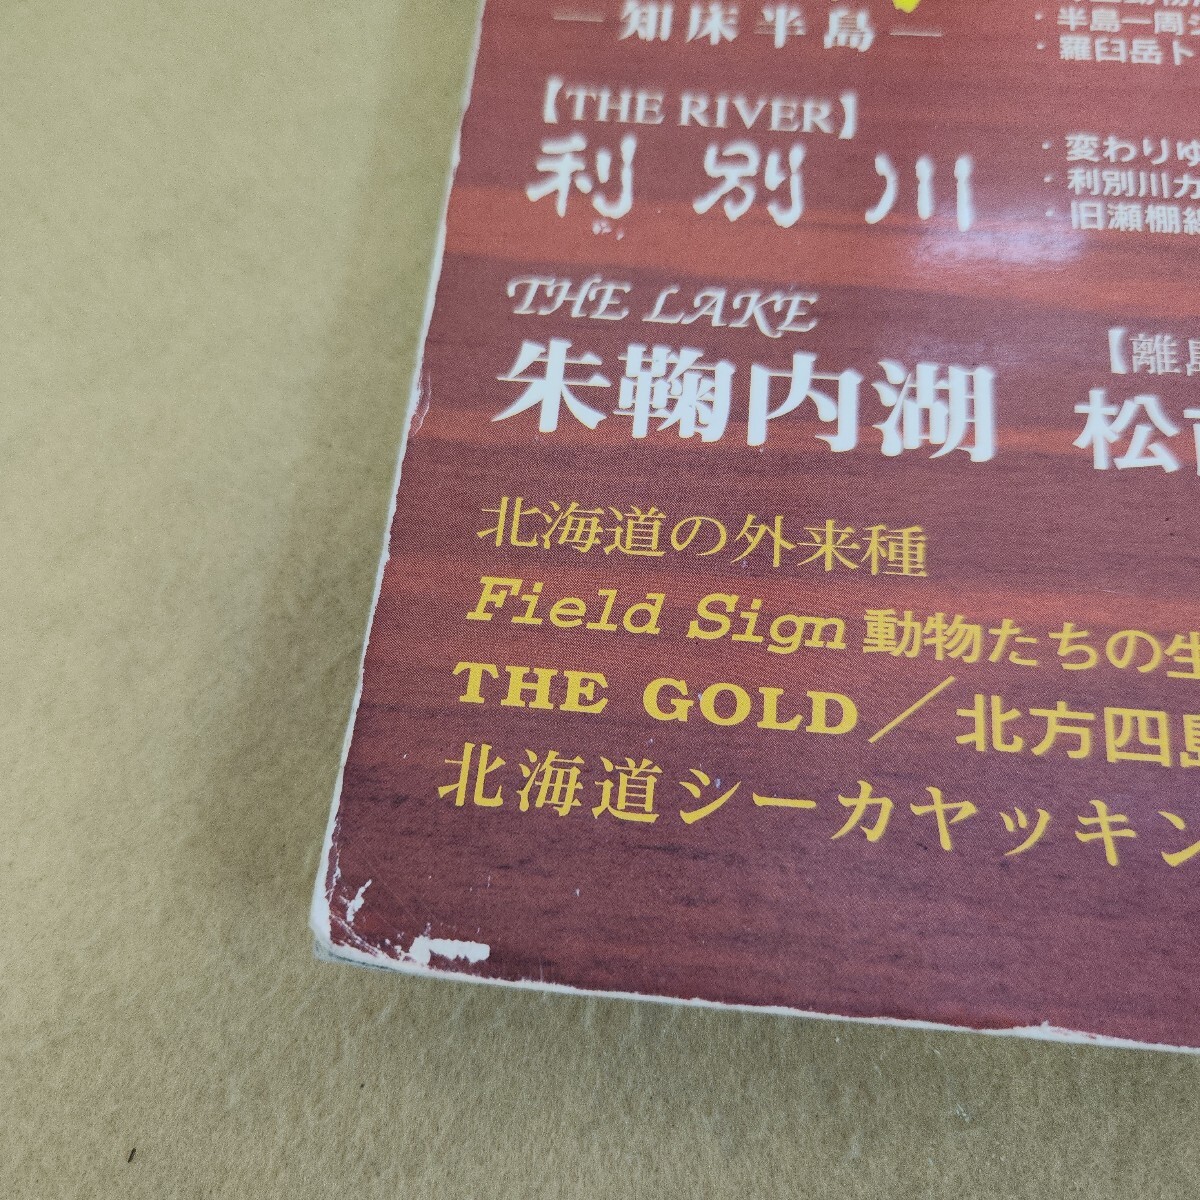 ―知床半島―
・半島一周
・羅臼岳ト
【THE RIVER】
利別川
・変わりゆ
・利別川カ
・旧瀬棚線
THE LAKE
朱鞠内湖
【離島
松前
北海道の外来種
Field Sign 動物たちの生
THE GOLD／北方四島
北海道シーカヤッキン